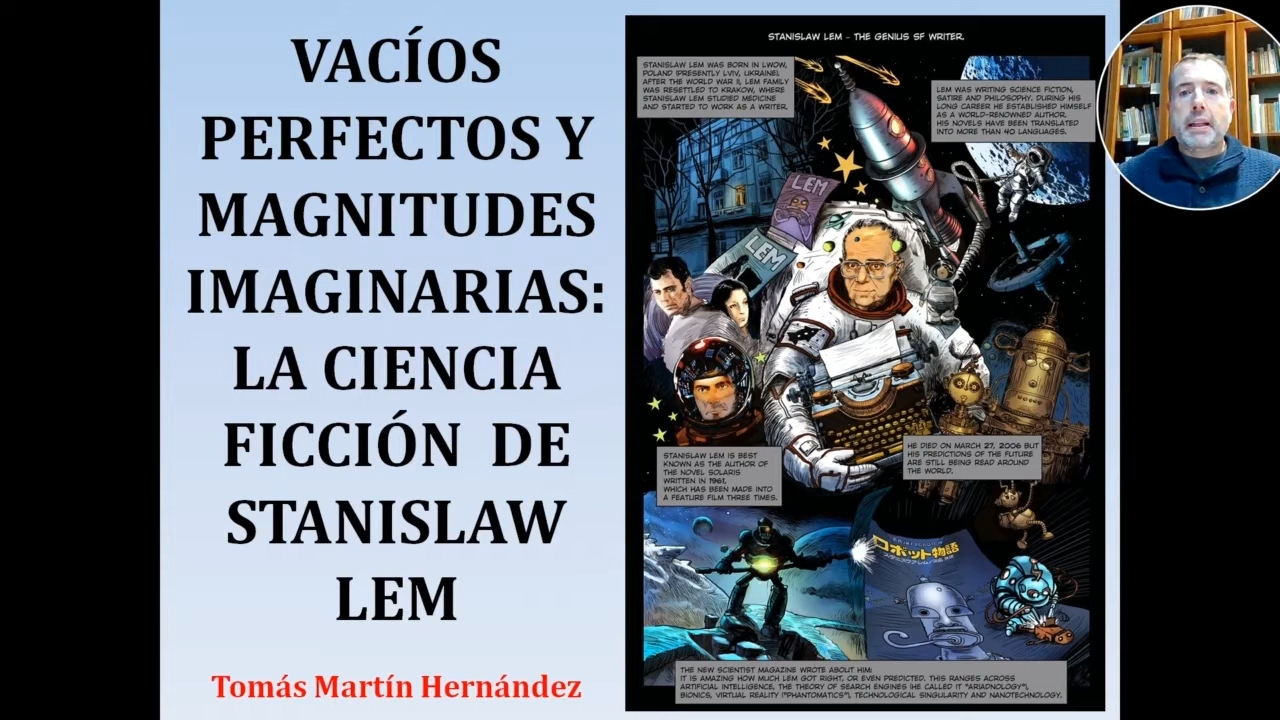 VACÍOS
PERFECTOS Y
MAGNITUDES
IMAGINARIAS:
LA CIENCIA
FICCIÓN DE
STANISLAW
LEM
Tomás Martín Hernández
STANISLAW LEM - THE GENIUS SF WRITER.
STANISLAW LEM WAS BORN IN LWOW,
POLAND (PRESENTLY LVIV, UKRAINE).
AFTER THE WORLD WAR II, LEM FAMILY
WAS RESETTLED TO KRAKOW, WHERE
STANISLAW LEM STUDIED MEDICINE
AND STARTED TO WORK AS A WRITER.
LEM WAS WRITING SCIENCE FICTION,
SATIRE AND PHILOSOPHY. DURING HIS
LONG CAREER HE ESTABLISHED HIMSELF
AS A WORLD-RENOWNED AUTHOR.
HIS NOVELS HAVE BEEN TRANSLATED
INTO MORE THAN 40 LANGUAGES.
LEM
LEM
STANISLAW LEM IS BEST
KNOWN AS THE AUTHOR OF
THE NOVEL SOLARIS
WRITTEN IN 1961,
WHICH HAS BEEN MADE INTO
A FEATURE FILM THREE TIMES.
HE DIED ON MARCH 27, 2006 BUT
HIS PREDICTIONS OF THE FUTURE
ARE STILL BEING READ AROUND
THE WORLD.
ロボット物語
THE NEW SCIENTIST MAGAZINE WROTE ABOUT HIM:
IT IS AMAZING HOW MUCH LEM GOT RIGHT, OR EVEN PREDICTED. THIS RANGES ACROSS
ARTIFICIAL INTELLIGENCE, THE THEORY OF SEARCH ENGINES (HE CALLED IT "ARIADNOLOGY"),
BIONICS, VIRTUAL REALITY ("PHANTOMATICS"), TECHNOLOGICAL SINGULARITY AND NANOTECHNOLOGY.